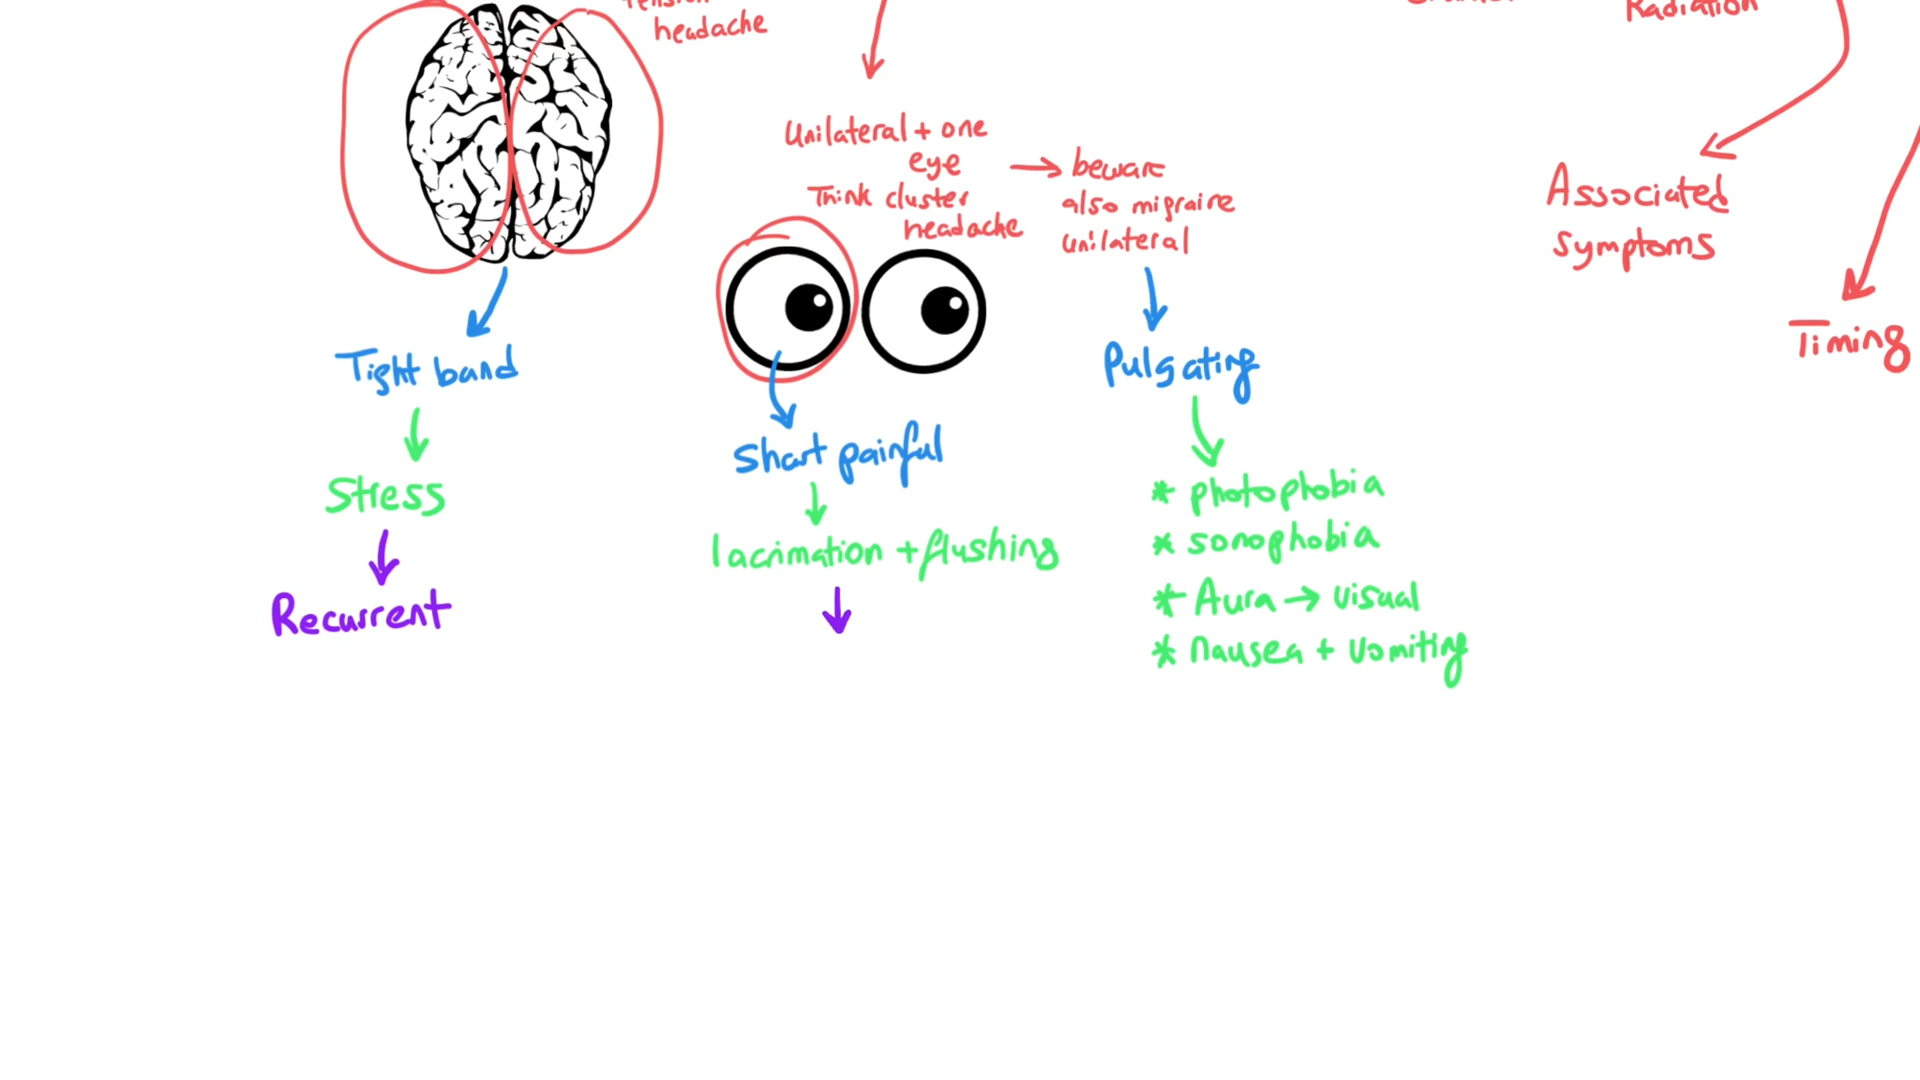 headache
Radiation
Unilateral + one
eye
Think cluster
headache
→ beware
also migraine
unilateral
Associated
symptoms
Timing
Tight band
Pulgating
Short painful
Stress
lacrimation + flushing
* photophobia
* sonophobia
* Aura → visual
* nausea + vomiting
Recurrent